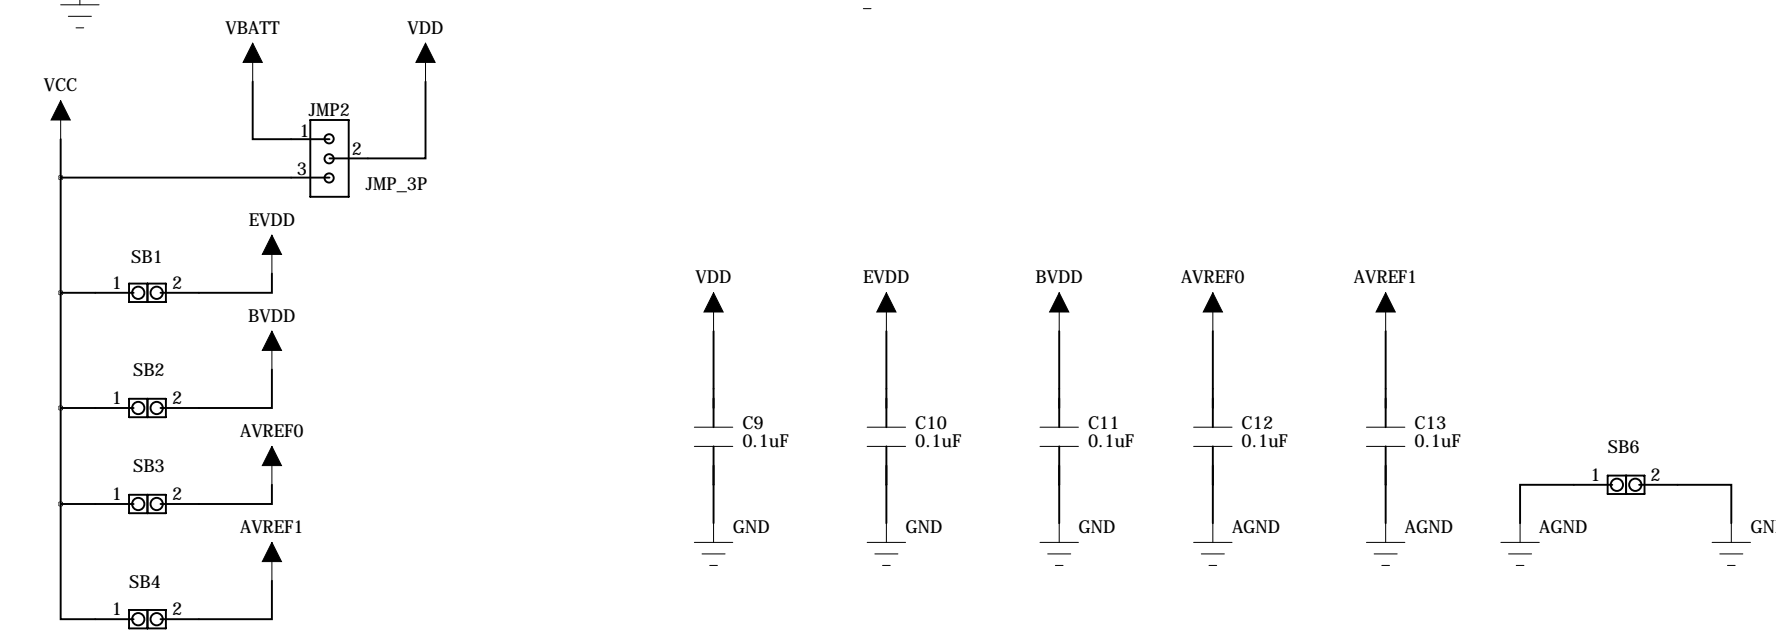 VBATT
VDD
VCC
JMP2
1
2
3
JMP_3P
EVDD
SB1
1
2
BVDD
SB2
1
2
AVREF0
SB3
1
2
AVREF1
SB4
1
2
VDD
EVDD
BVDD
AVREF0
AVREF1
C9
0.1uF
C10
0.1uF
C11
0.1uF
C12
0.1uF
C13
0.1uF
GND
GND
GND
AGND
AGND
SB6
1
2
AGND
GN